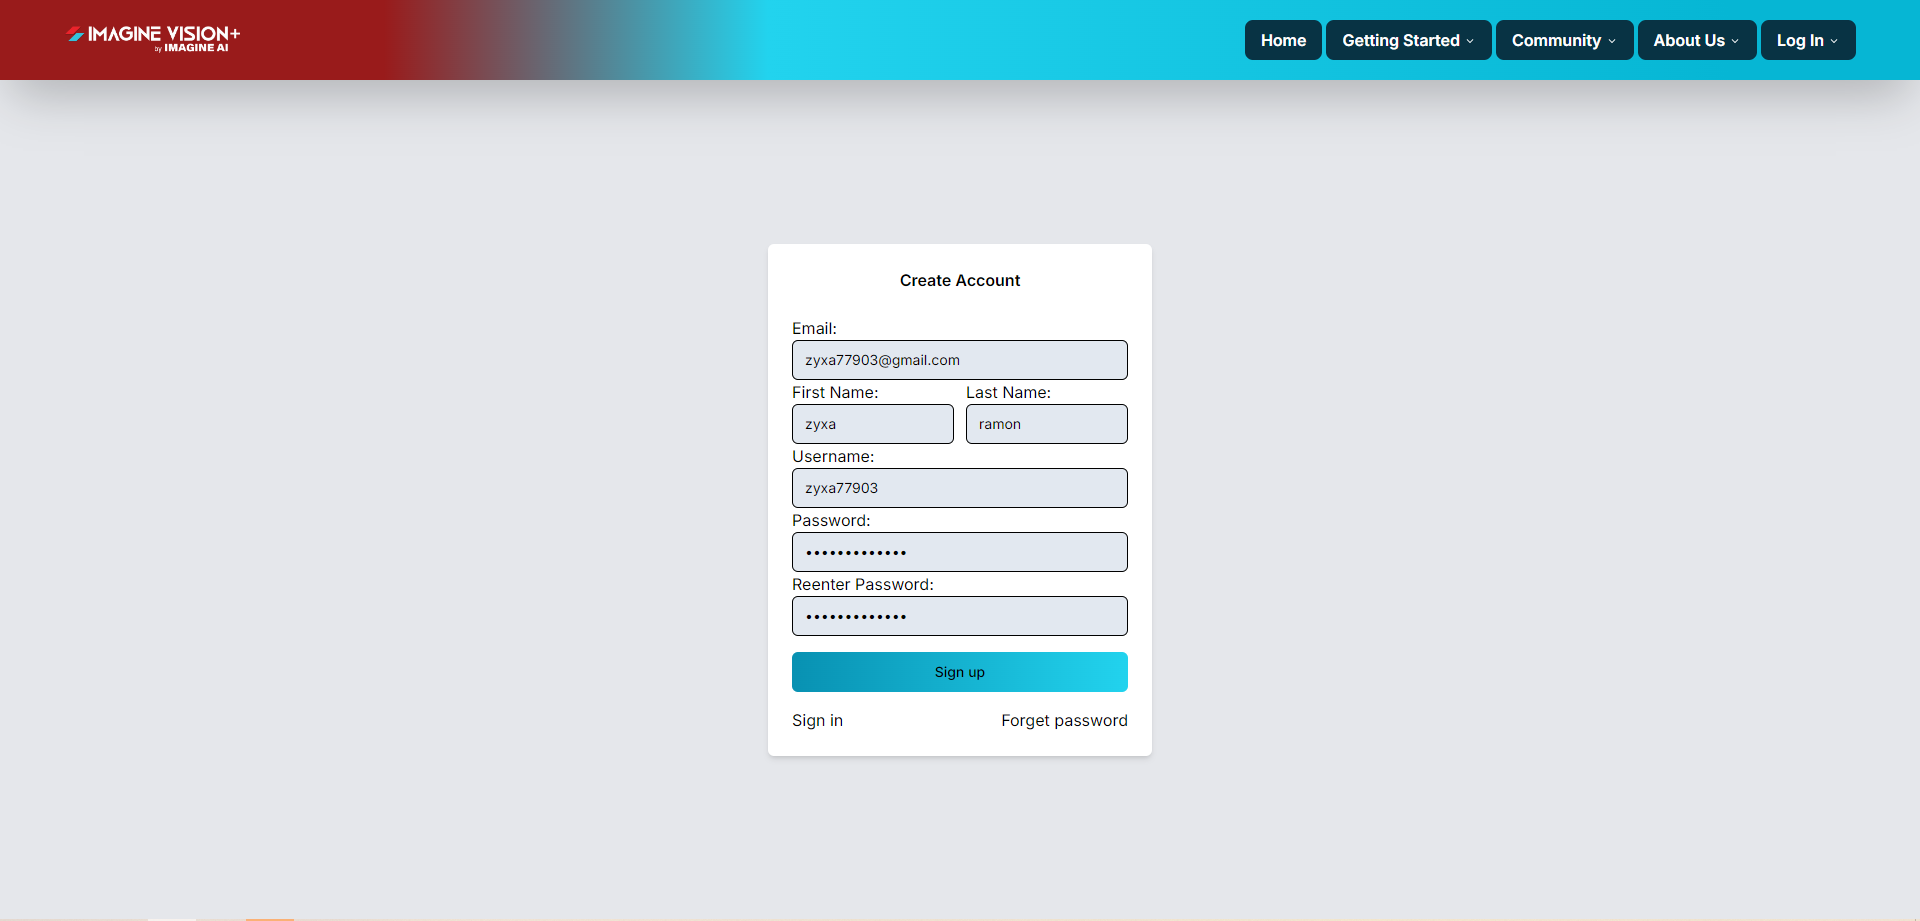 IMAGINE VISION+
by IMAGINE AI
Home
Getting Started
Community
About Us
Log In
Create Account
Email:
zyxa77903@gmail.com
First Name:
Last Name:
zyxa
ramon
Username:
zyxa77903
Password:
•••••••••••••
Reenter Password:
•••••••••••••
Sign up
Sign in
Forget password